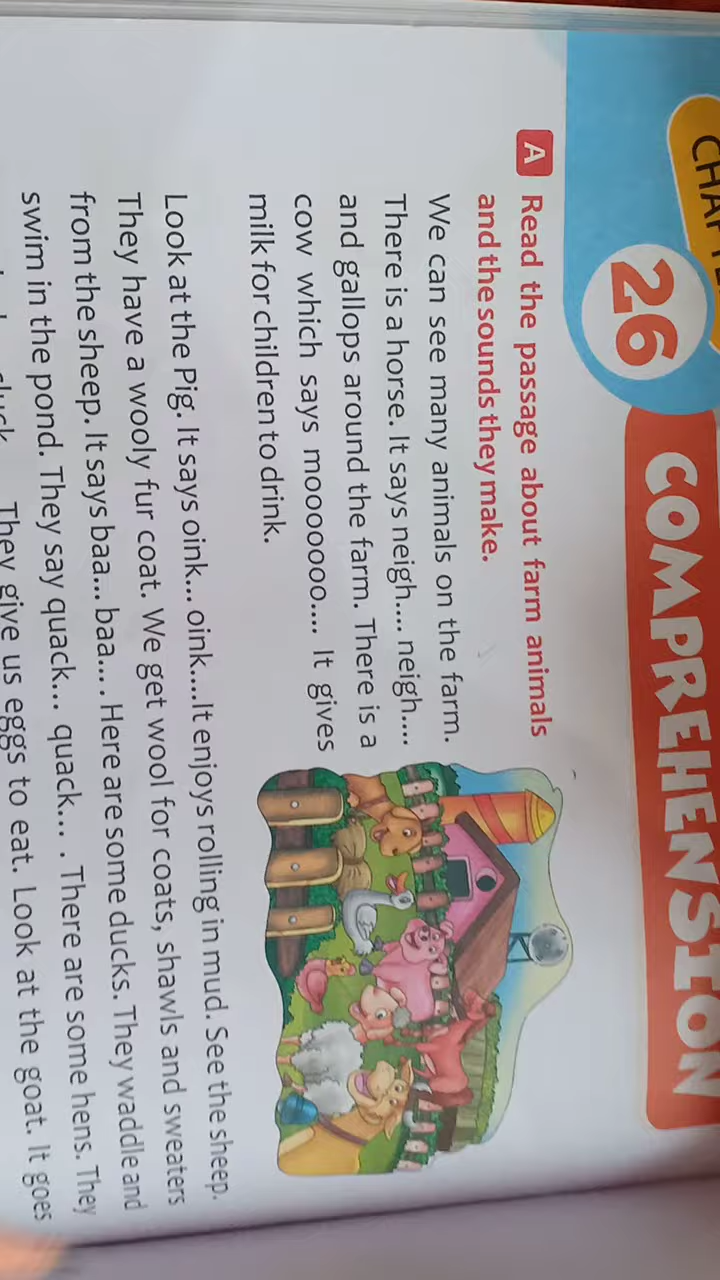 26
COMPREHENSION
A Read the passage about farm animals
and the sounds they make.
We can see many animals on the farm.
There is a horse. It says neigh.... neigh....
and gallops around the farm. There is a
cow which says moooooooo.... It gives
milk for children to drink.
Look at the Pig. It says oink... oink....It enjoys rolling in mud. See the sheep.
They have a wooly fur coat. We get wool for coats, shawls and sweaters
from the sheep. It says baa... baa... . Here are some ducks. They waddle and
swim in the pond. They say quack... quack... . There are some hens. They
They give us eggs to eat. Look at the goat. It goes